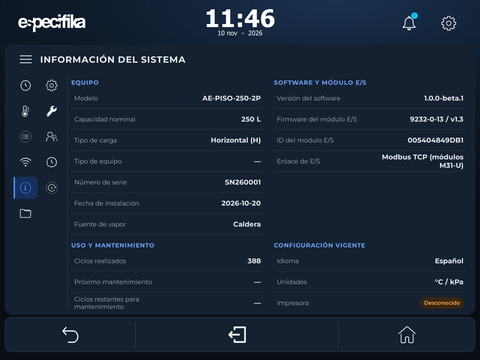 e-specifika
11:46
10 nov - 2026
INFORMACIÓN DEL SISTEMA
EQUIPO
Modelo AE-PISO-250-2P
Capacidad nominal 250 L
Tipo de carga Horizontal (H)
Tipo de equipo —
Número de serie SN260001
Fecha de instalación 2026-10-20
Fuente de vapor Caldera
SOFTWARE Y MÓDULO E/S
Versión del software 1.0.0-beta.1
Firmware del módulo E/S 9232-0-13 / v1.3
ID del módulo E/S 005404849DB1
Enlace de E/S Modbus TCP (módulos
M31-U)
USO Y MANTENIMIENTO
Ciclos realizados 388
Próximo mantenimiento —
Ciclos restantes para
mantenimiento —
CONFIGURACIÓN VIGENTE
Idioma Español
Unidades °C / kPa
Impresora Desconocido